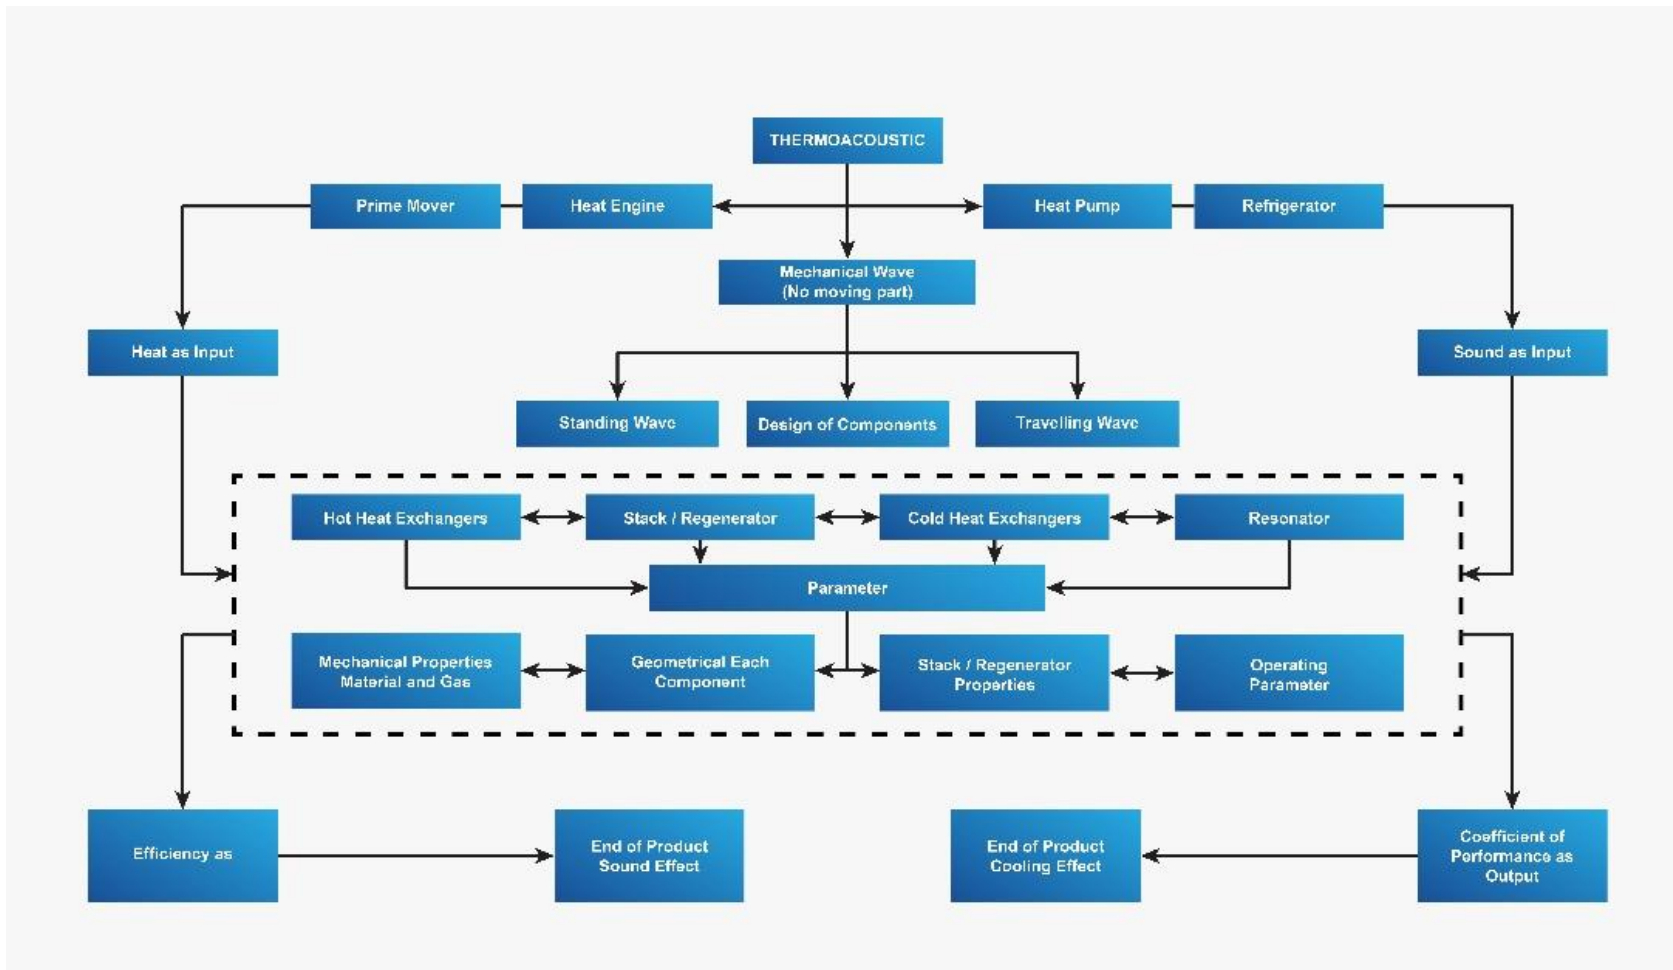 THERMOACOUSTIC
Prime Mover
Heat Engine
Heat Pump
Refrigerator
Mechanical Wave
(No moving part)
Heat as Input
Sound as Input
Standing Wave
Design of Components
Travelling Wave
Hot Heat Exchangers
Stack / Regenerator
Cold Heat Exchangers
Resonator
Parameter
Mechanical Properties
Material and Gas
Geometrical Each
Component
Stack / Regenerator
Properties
Operating
Parameter
Efficiency as
End of Product
Sound Effect
End of Product
Cooling Effect
Coefficient of
Performance as
Output